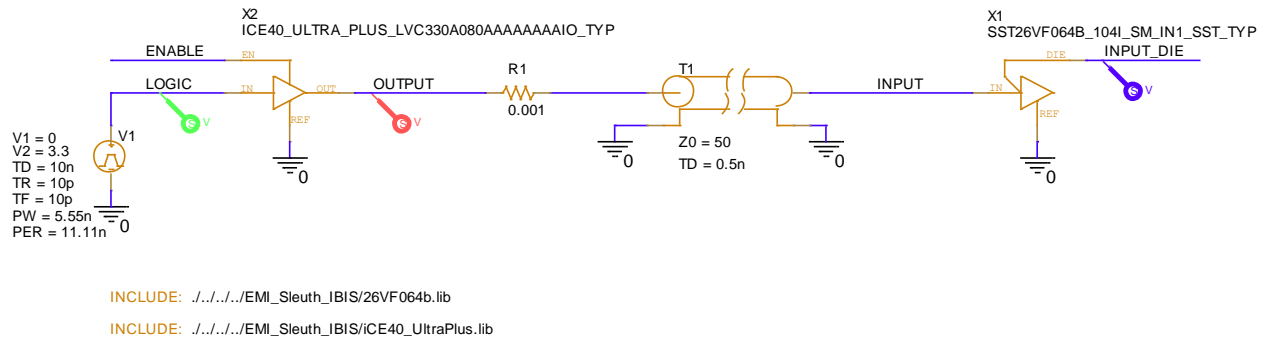 X2
ICE40_ULTRA_PLUS_LVC330A080AAAAAAAAIO_TYP
X1
SST26VF064B_104I_SM_IN1_SST_TYP
ENABLE
EN
DIE
INPUT_DIE
LOGIC
IN
OUT
OUTPUT
R1
T1
INPUT
IN
V
V
V
0.001
REF
REF
V1
V1 = 0
V2 = 3.3
TD = 10n
TR = 10p
TF = 10p
PW = 5.55n
PER = 11.11n
0
0
0
Z0 = 50
TD = 0.5n
0
0
0
INCLUDE: ./../../../EMI_Sleuth_IBIS/26VF064b.lib
INCLUDE: ./../../../EMI_Sleuth_IBIS/iCE40_UltraPlus.lib